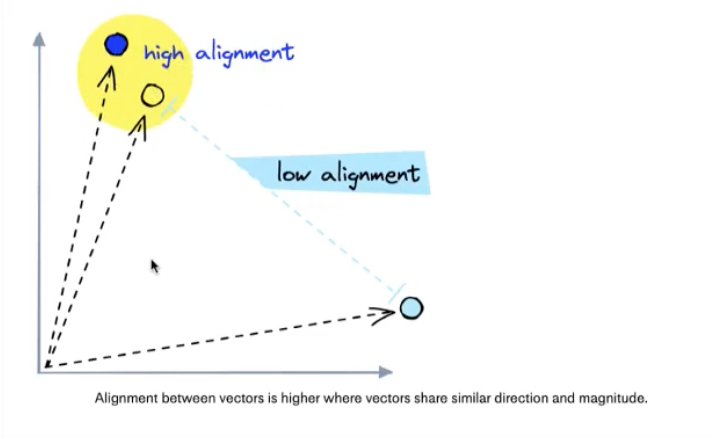 high alignment
low alignment
Alignment between vectors is higher where vectors share similar direction and magnitude.